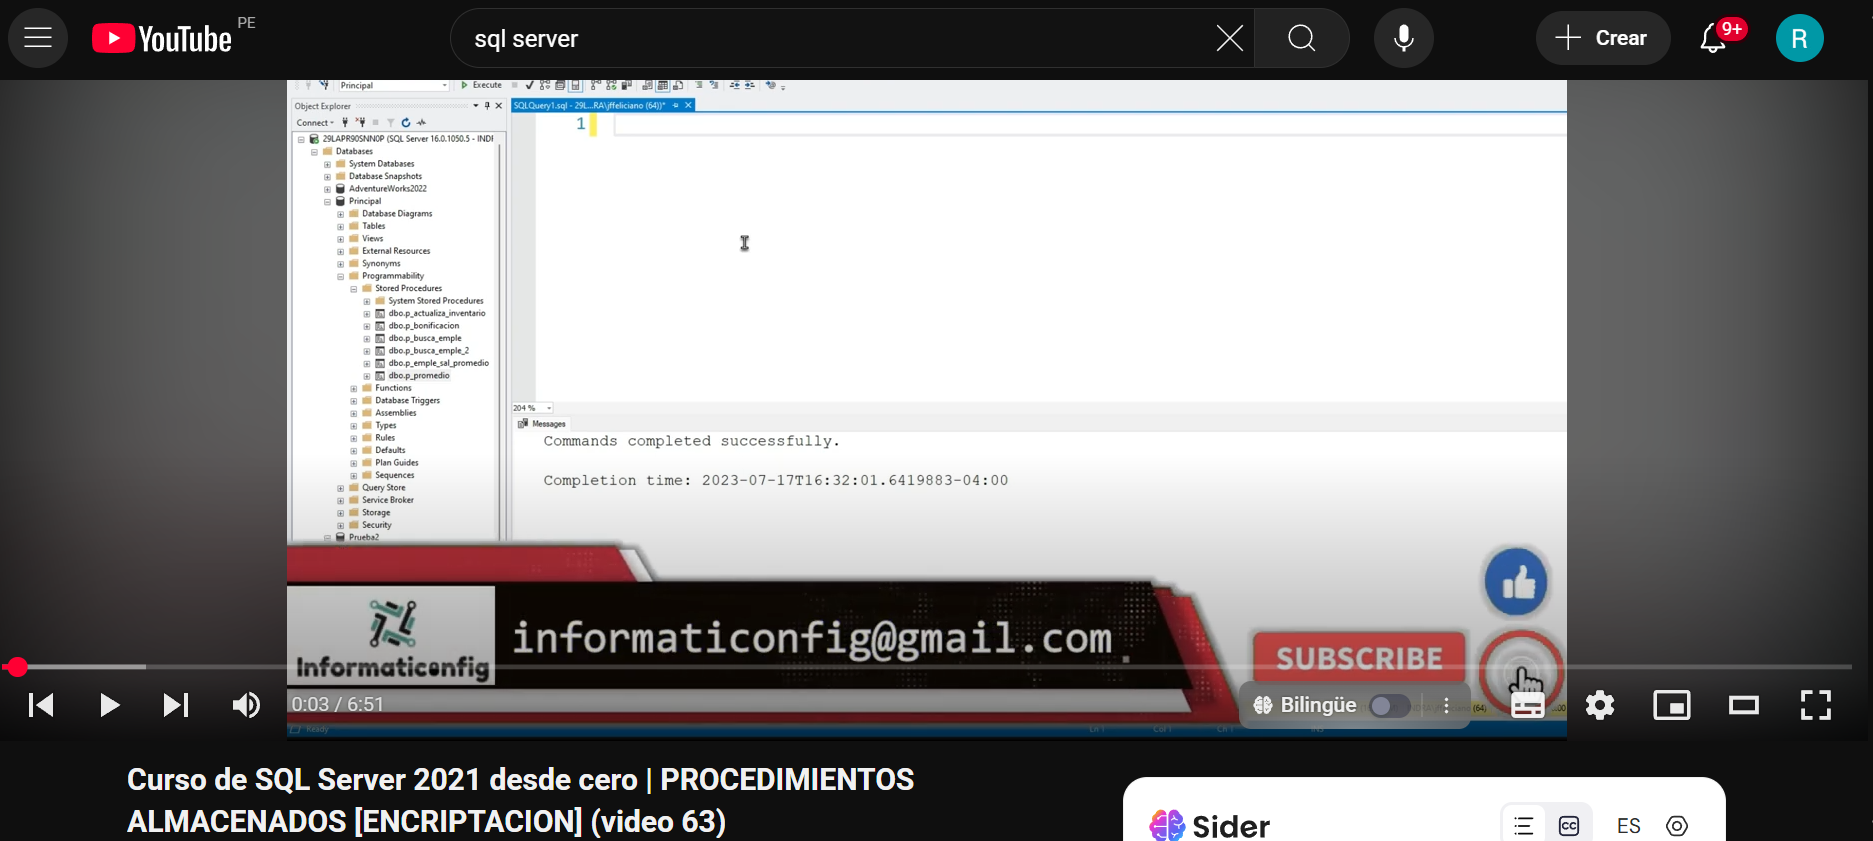 YouTube PE
sql server
Crear
9+
R
Principal
Execute
Object Explorer
SQLQuery1.sql - 29L...RA\jffeliciano (64))*
Connect
1
29LAPR90SNN0P (SQL Server 16.0.1050.5 - INDR
Databases
System Databases
Database Snapshots
AdventureWorks2022
Principal
Database Diagrams
Tables
Views
External Resources
Synonyms
Programmability
Stored Procedures
System Stored Procedures
dbo.p_actualiza_inventario
dbo.p_bonificacion
dbo.p_busca_emple
dbo.p_busca_emple_2
dbo.p_emple_sal_promedio
dbo.p_promedio
Functions
Database Triggers
Assemblies
Types
Rules
Defaults
Plan Guides
Sequences
Query Store
Service Broker
Storage
Security
Prueba2
204 %
Messages
Commands completed successfully.
Completion time: 2023-07-17T16:32:01.6419883-04:00
Informaticonfig
informaticonfig@gmail.com
SUBSCRIBE
0:03 / 6:51
Bilingüe
(64)
Ready
Curso de SQL Server 2021 desde cero | PROCEDIMIENTOS
ALMACENADOS [ENCRIPTACION] (video 63)
Sider
CC
ES